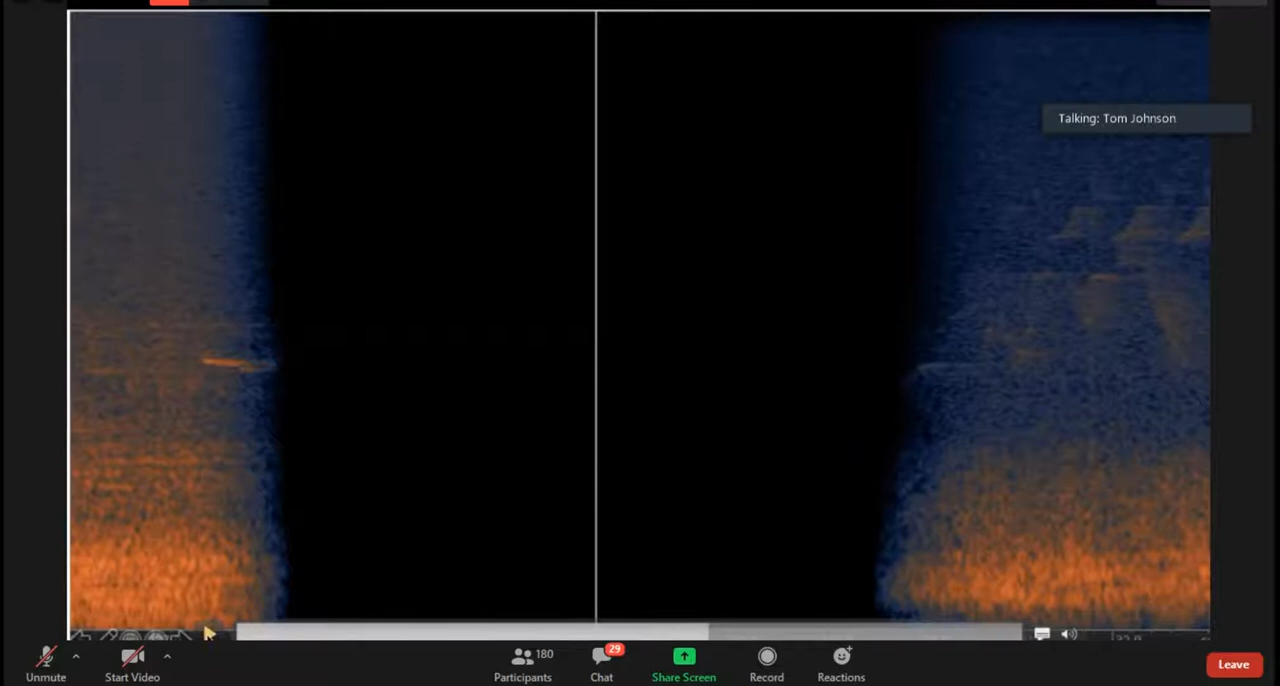 Talking: Tom Johnson
180
29
Unmute
Start Video
Participants
Chat
Share Screen
Record
Reactions
Leave